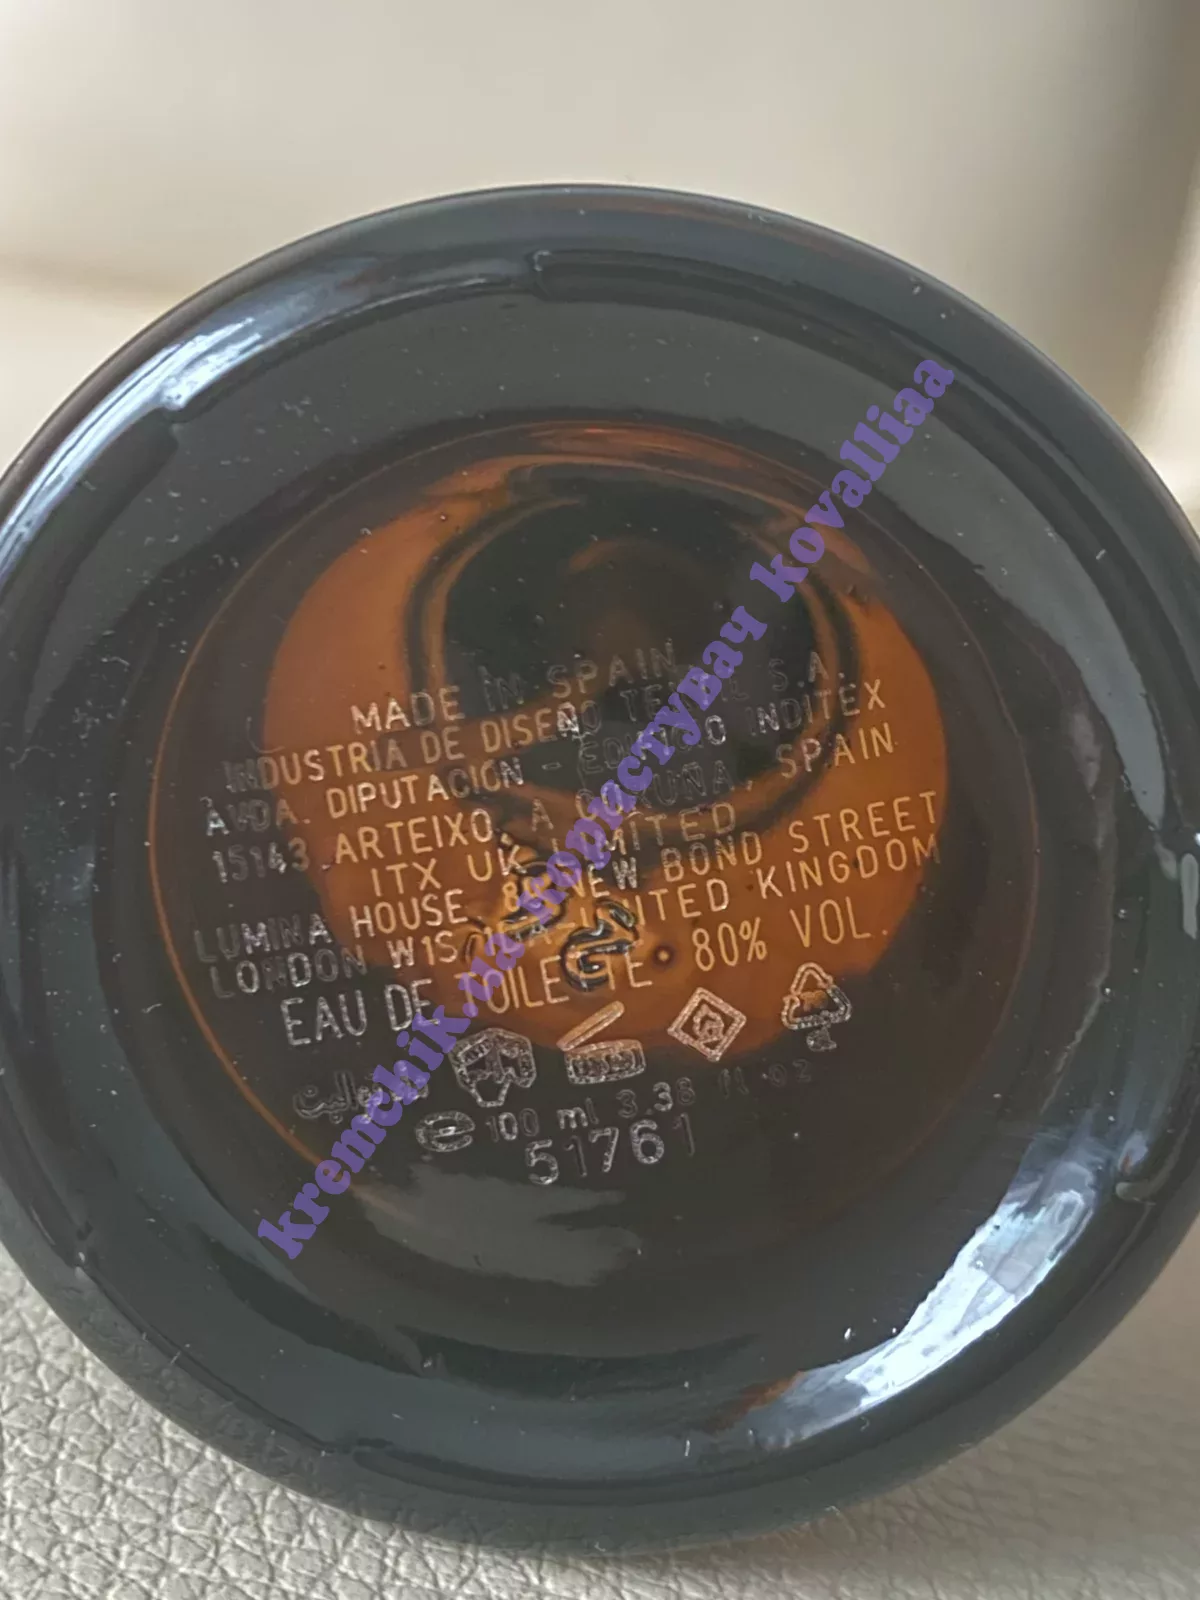 MADE IN SPAIN
INDUSTRIA DE DISEÑO TEXTIL S.A.
AVDA. DIPUTACION - EDIFICIO INDITEX
15143 ARTEIXO, A CORUÑA, SPAIN
ITX UK LIMITED
LUMINA HOUSE, 89 NEW BOND STREET
LONDON W1S 1DA-UNITED KINGDOM
EAU DE TOILETTE 80% VOL.
e 100 ml 3.38 fl oz
51761
kremchik.ua користувач kovalliaa